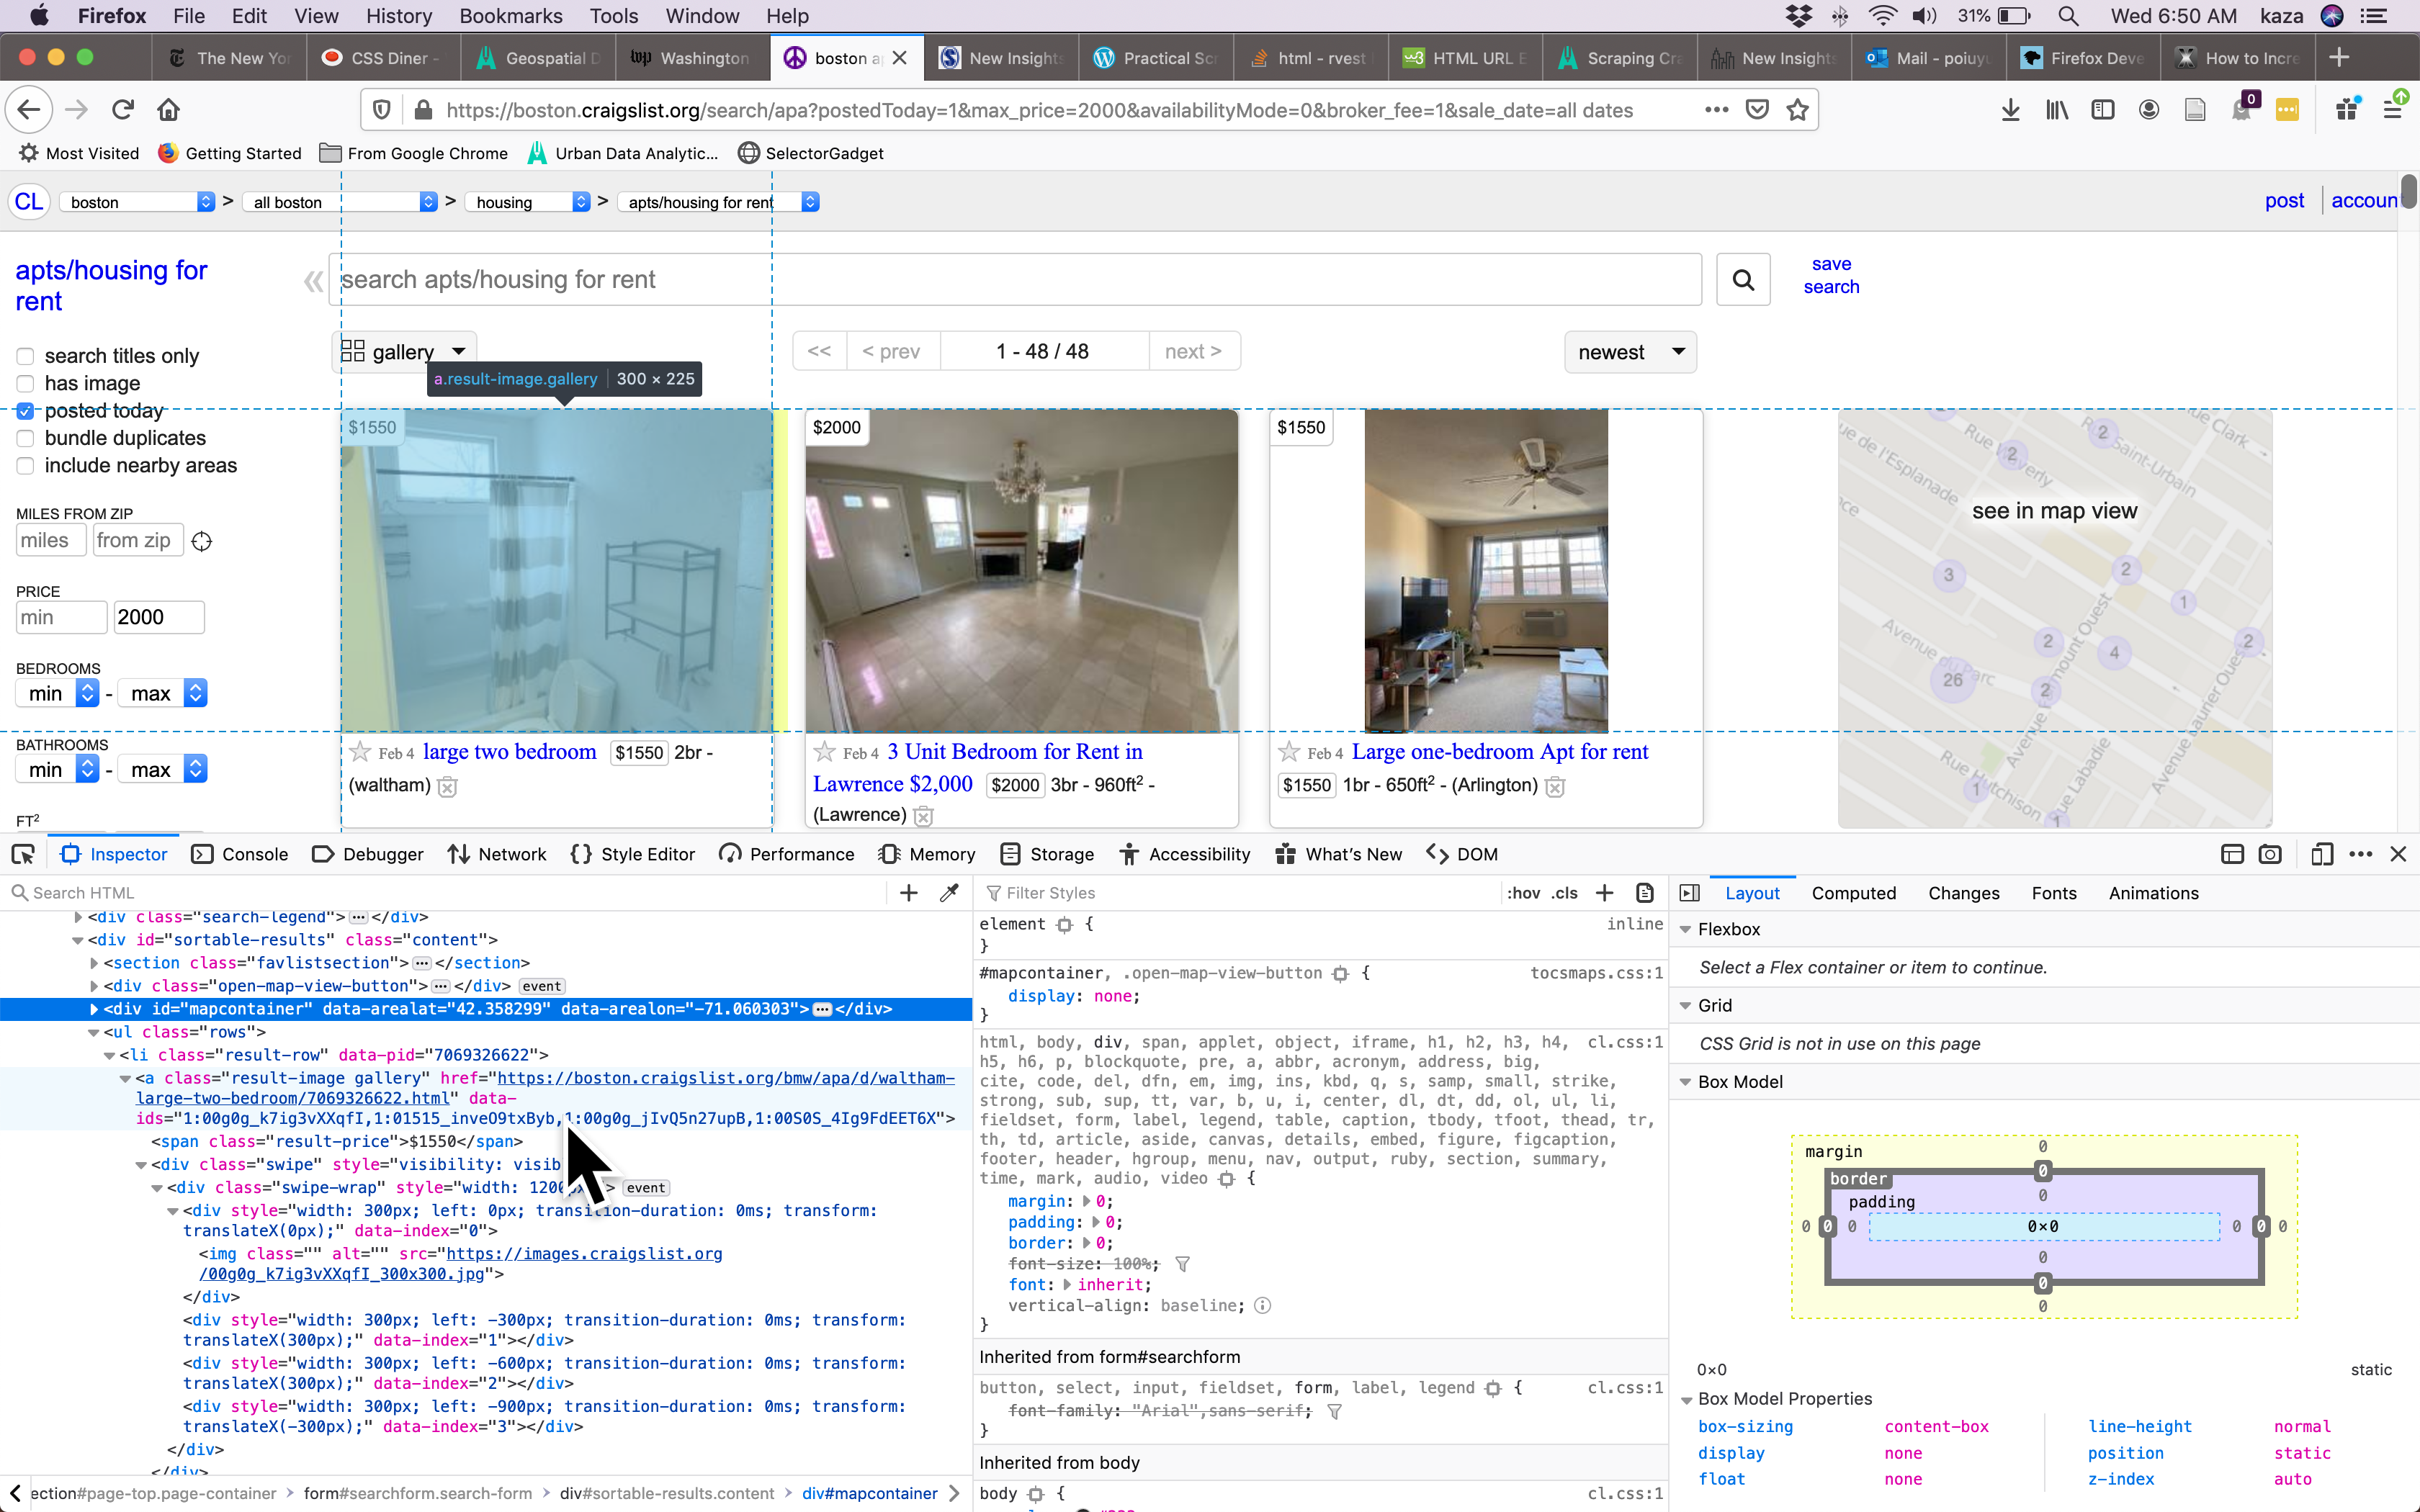 Firefox File Edit View History Bookmarks Tools Window Help 31% Wed 6:50 AM kaza
The New Yor CSS Diner - Geospatial D Washington boston a New Insights Practical Scr html - rvest HTML URL E Scraping Cra New Insights Mail - poiuyu Firefox Deve How to Incre
https://boston.craigslist.org/search/apa?postedToday=1&max_price=2000&availabilityMode=0&broker_fee=1&sale_date=all dates 0
Most Visited Getting Started From Google Chrome Urban Data Analytic... SelectorGadget
CL boston > all boston > housing > apts/housing for rent post accoun
apts/housing for rent
« search apts/housing for rent
save search
search titles only
has image
posted today
bundle duplicates
include nearby areas
MILES FROM ZIP
miles from zip
PRICE
min 2000
BEDROOMS
min - max
BATHROOMS
min - max
FT²
gallery << < prev 1 - 48 / 48 next > newest
a.result-image.gallery 300 × 225
$1550
Feb 4 large two bedroom $1550 2br -
(waltham)
$2000
Feb 4 3 Unit Bedroom for Rent in
Lawrence $2,000 $2000 3br - 960ft² -
(Lawrence)
$1550
Feb 4 Large one-bedroom Apt for rent
$1550 1br - 650ft² - (Arlington)
see in map view
Inspector Console Debugger Network Style Editor Performance Memory Storage Accessibility What's New DOM
Search HTML
<div class="search-legend"></div>
<div id="sortable-results" class="content">
<section class="favlistsection"></section>
<div class="open-map-view-button"></div> event
<div id="mapcontainer" data-arealat="42.358299" data-arealon="-71.060303"></div>
<ul class="rows">
<li class="result-row" data-pid="7069326622">
<a class="result-image gallery" href="https://boston.craigslist.org/bmw/apa/d/waltham-
large-two-bedroom/7069326622.html" data-
ids="1:00g0g_k7ig3vXXqfI,1:01515_inveO9txByb,1:00g0g_jIvQ5n27upB,1:00S0S_4Ig9FdEET6X">
<span class="result-price">$1550</span>
<div class="swipe" style="visibility: visib
<div class="swipe-wrap" style="width: 1200 > event
<div style="width: 300px; left: 0px; transition-duration: 0ms; transform:
translateX(0px);" data-index="0">
<img class="" alt="" src="https://images.craigslist.org
/00g0g_k7ig3vXXqfI_300x300.jpg">
</div>
<div style="width: 300px; left: -300px; transition-duration: 0ms; transform:
translateX(300px);" data-index="1"></div>
<div style="width: 300px; left: -600px; transition-duration: 0ms; transform:
translateX(300px);" data-index="2"></div>
<div style="width: 300px; left: -900px; transition-duration: 0ms; transform:
translateX(-300px);" data-index="3"></div>
</div>
</div>
ection#page-top.page-container > form#searchform.search-form > div#sortable-results.content > div#mapcontainer
Filter Styles :hov .cls +
element { inline
}
#mapcontainer, .open-map-view-button { tocsmaps.css:1
display: none;
}
html, body, div, span, applet, object, iframe, h1, h2, h3, h4, cl.css:1
h5, h6, p, blockquote, pre, a, abbr, acronym, address, big,
cite, code, del, dfn, em, img, ins, kbd, q, s, samp, small, strike,
strong, sub, sup, tt, var, b, u, i, center, dl, dt, dd, ol, ul, li,
fieldset, form, label, legend, table, caption, tbody, tfoot, thead, tr,
th, td, article, aside, canvas, details, embed, figure, figcaption,
footer, header, hgroup, menu, nav, output, ruby, section, summary,
time, mark, audio, video {
margin: 0;
padding: 0;
border: 0;
font-size: 100%;
font: inherit;
vertical-align: baseline;
}
Inherited from form#searchform
button, select, input, fieldset, form, label, legend { cl.css:1
font-family: "Arial",sans-serif;
}
Inherited from body
body { cl.css:1
Layout Computed Changes Fonts Animations
Flexbox
Select a Flex container or item to continue.
Grid
CSS Grid is not in use on this page
Box Model
margin 0
border 0
padding 0
0 0 0 0×0 0 0 0
0
0
0
0×0 static
Box Model Properties
box-sizing content-box line-height normal
display none position static
float none z-index auto